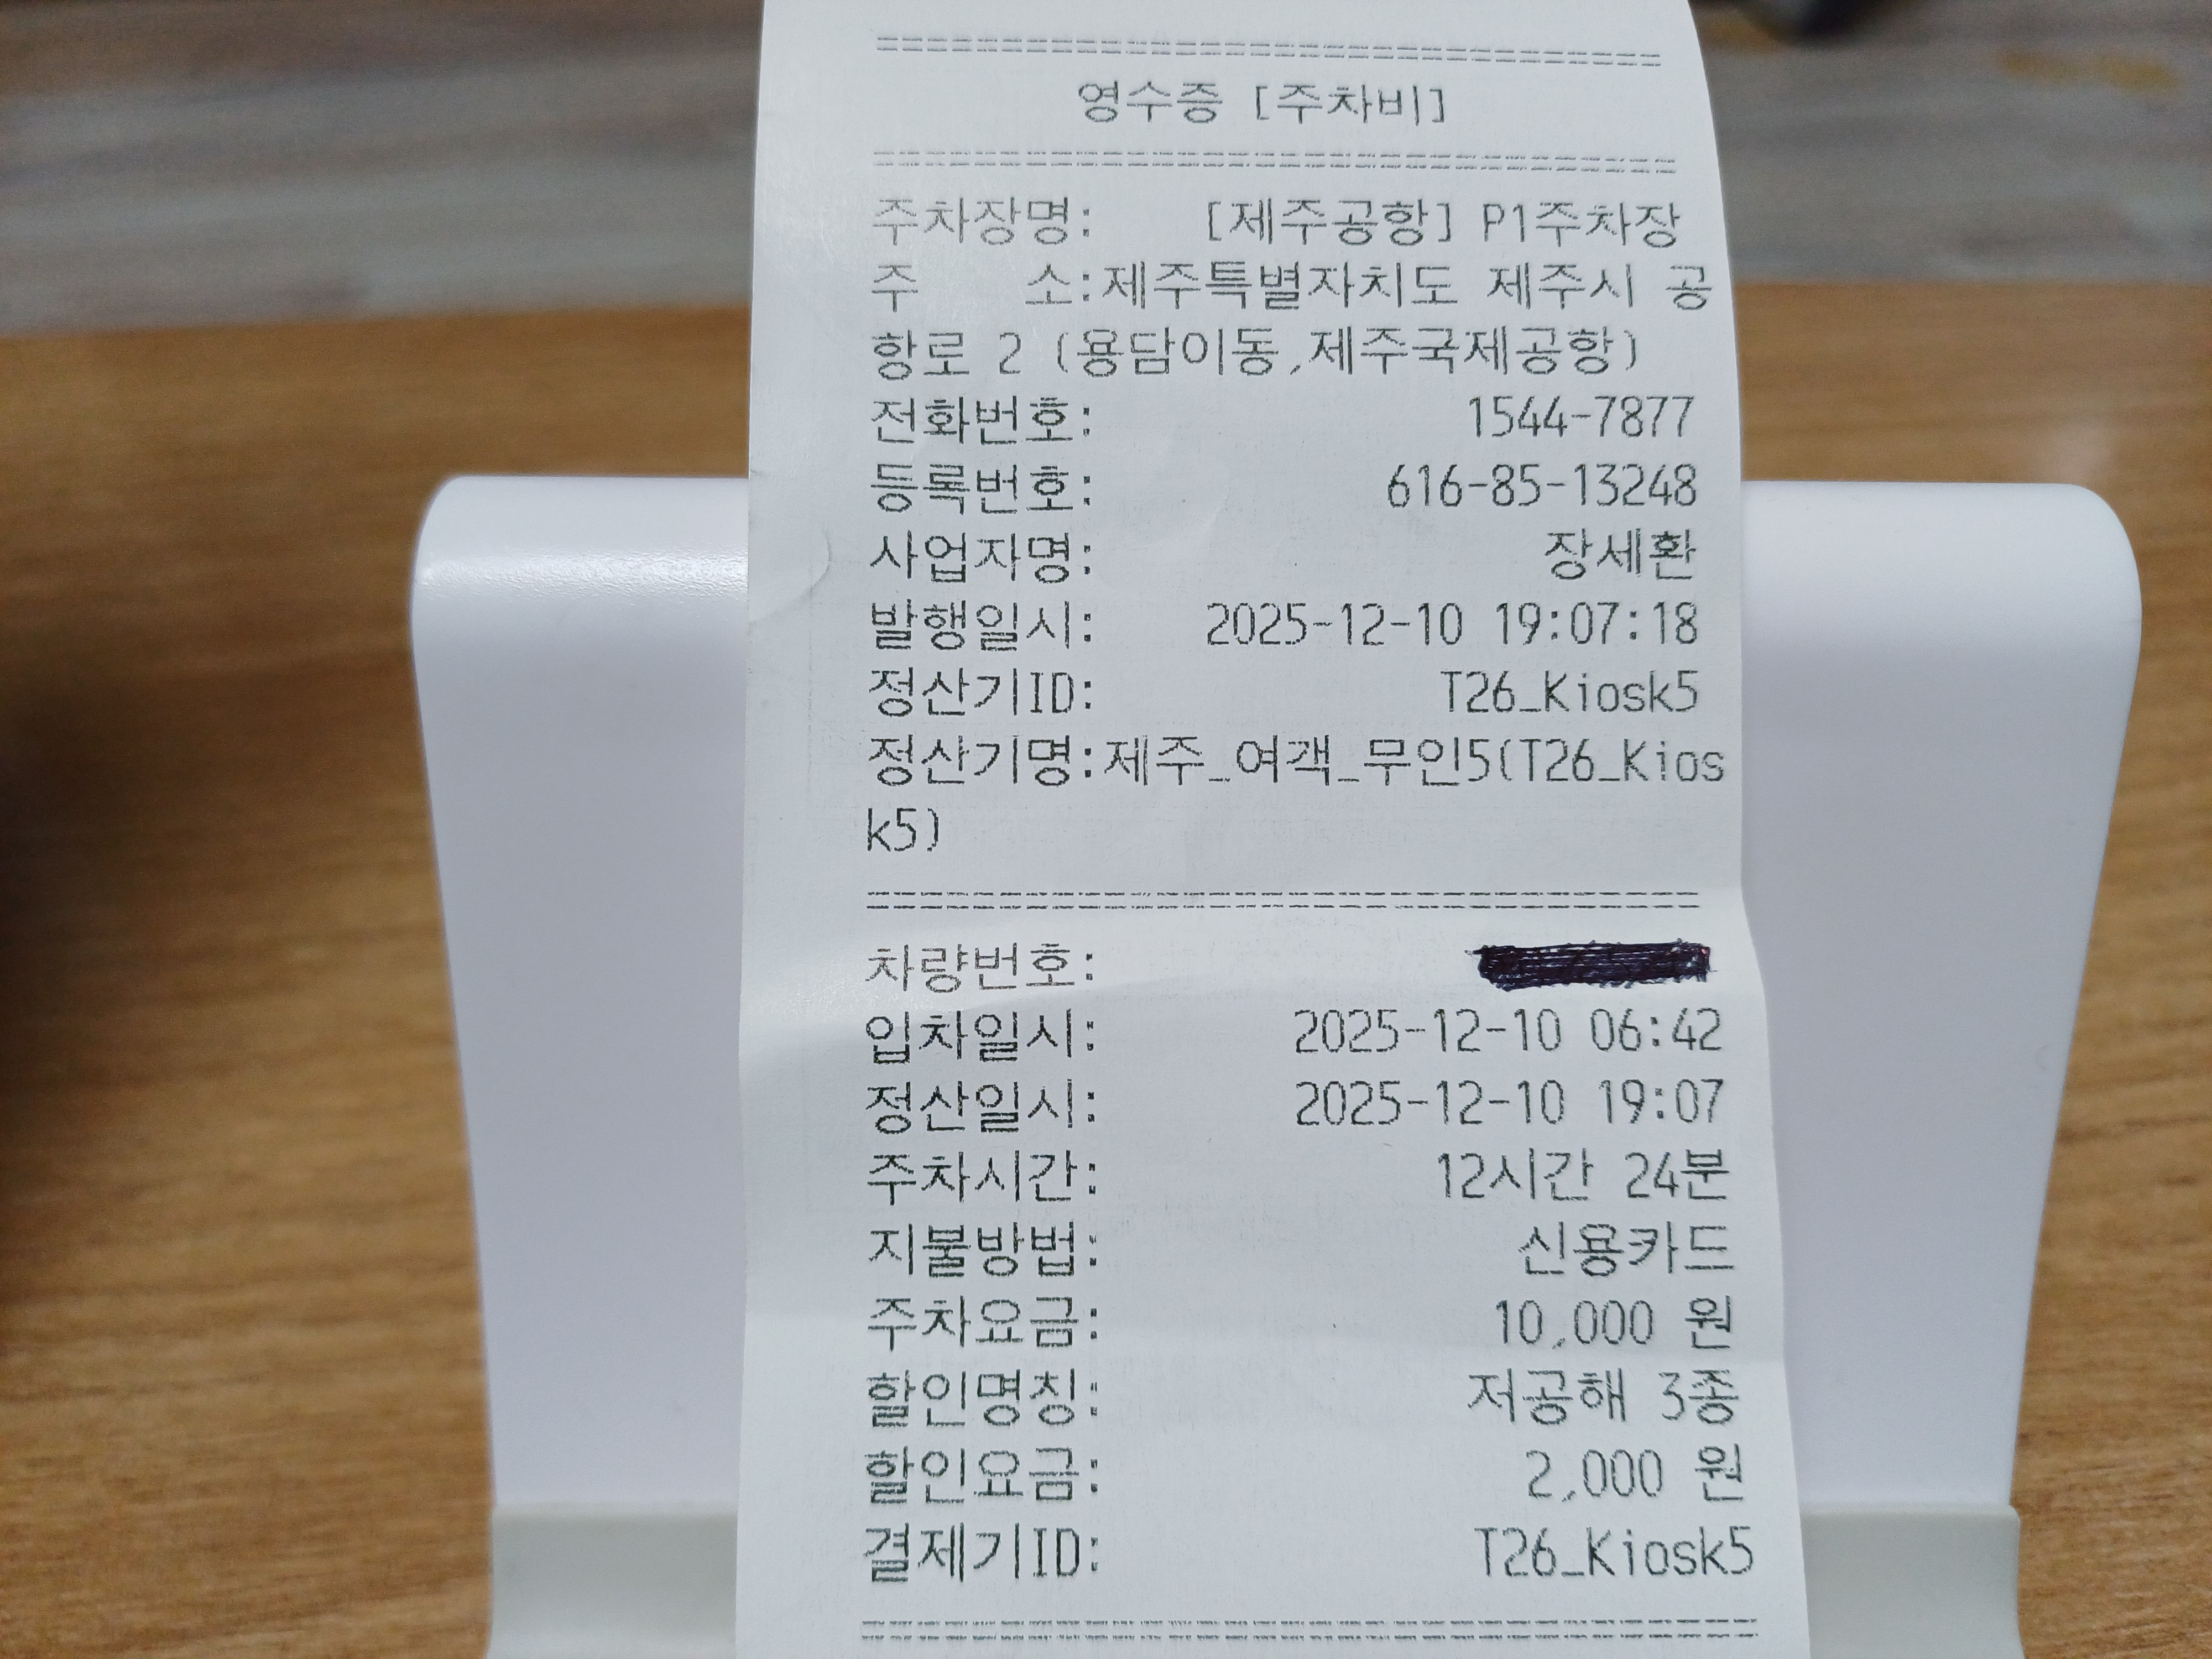 ================================
영수증 [주차비]
================================
주차장명: [제주공항] P1주차장
주 소:제주특별자치도 제주시 공
항로 2 (용담이동,제주국제공항)
전화번호: 1544-7877
등록번호: 616-85-13248
사업자명: 장세환
발행일시: 2025-12-10 19:07:18
정산기ID: T26_Kiosk5
정산기명:제주_여객_무인5(T26_Kios
k5)
================================
차량번호:
입차일시: 2025-12-10 06:42
정산일시: 2025-12-10 19:07
주차시간: 12시간 24분
지불방법: 신용카드
주차요금: 10,000 원
할인명칭: 저공해 3종
할인요금: 2,000 원
결제기ID: T26_Kiosk5
================================